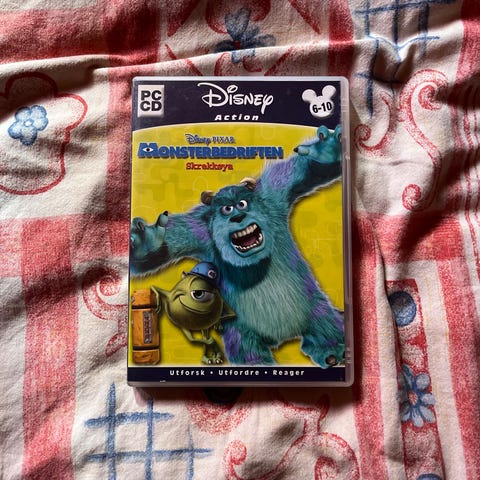 PC
CD
Disney
Action
6-10
Disney PIXAR
MONSTERBEDRIFTEN
Skrekkøya
Utforsk • Utfordre • Reager